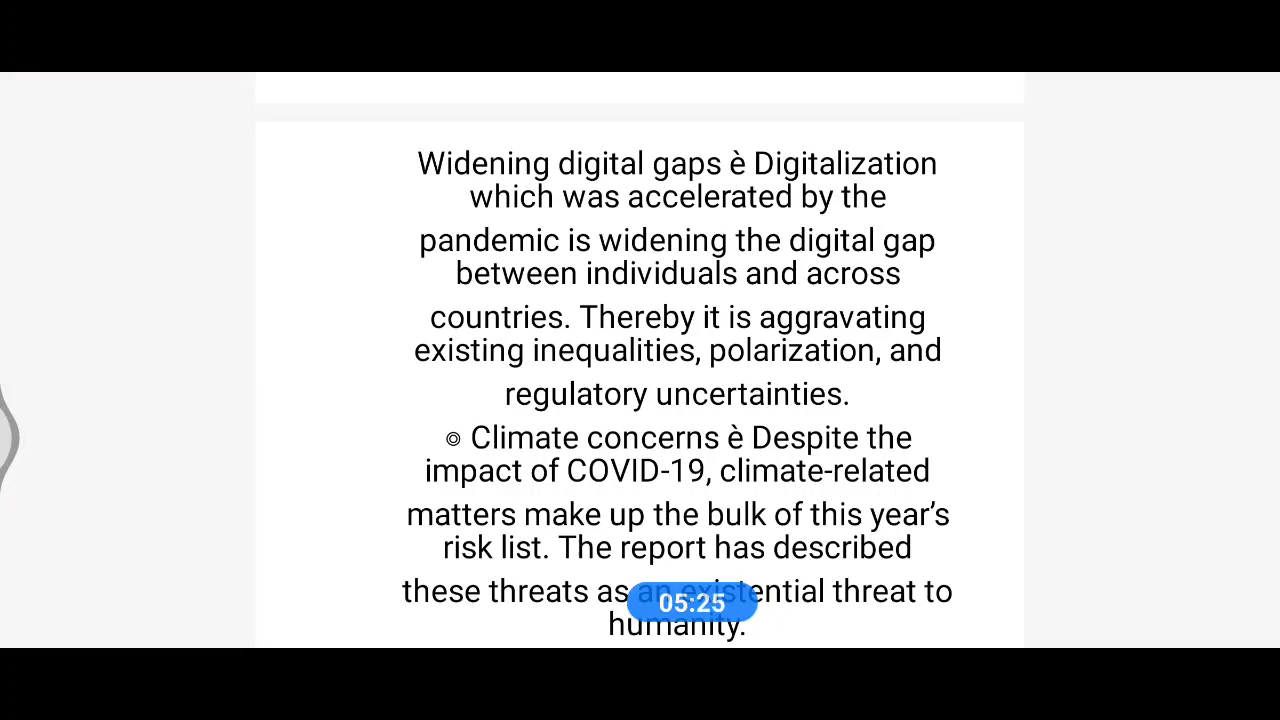 Widening digital gaps è Digitalization
which was accelerated by the
pandemic is widening the digital gap
between individuals and across
countries. Thereby it is aggravating
existing inequalities, polarization, and
regulatory uncertainties.
⌾ Climate concerns è Despite the
impact of COVID-19, climate-related
matters make up the bulk of this year’s
risk list. The report has described
these threats as an existential threat to
05:25
humanity.